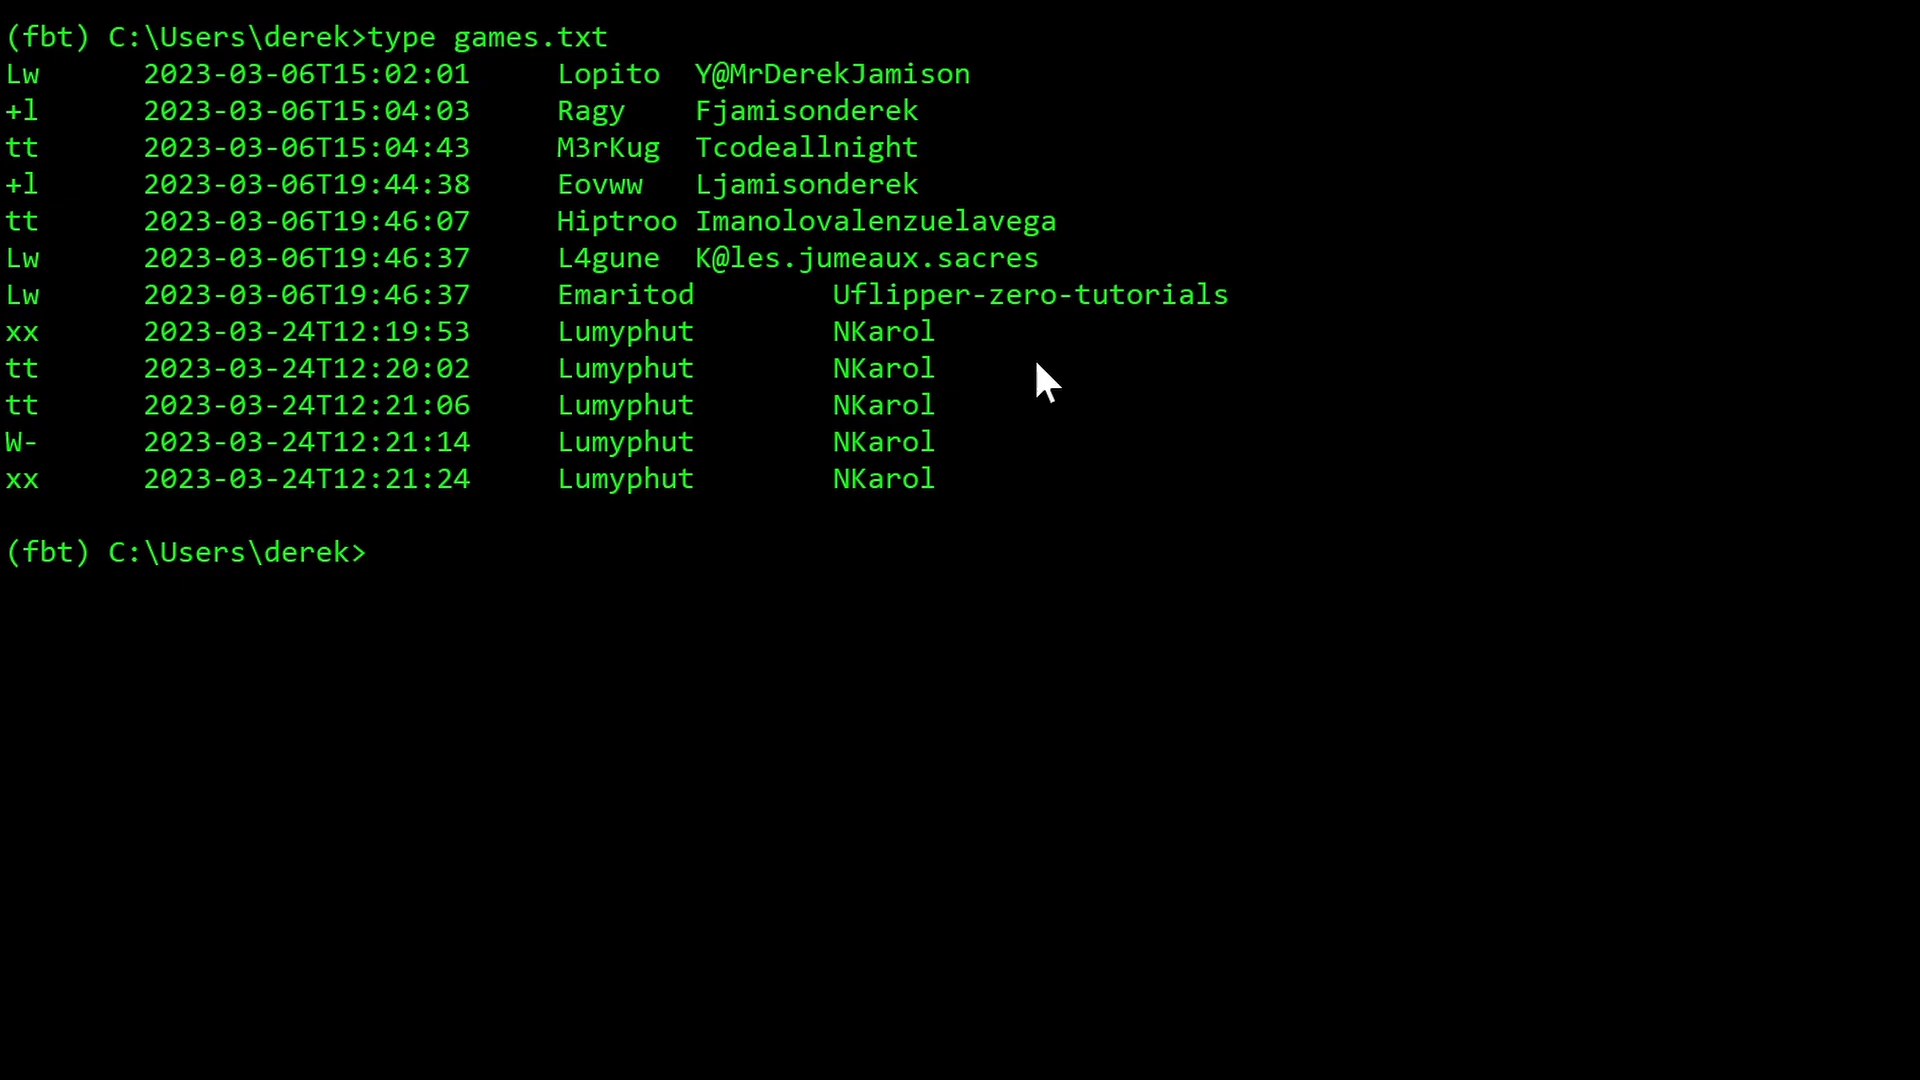 (fbt) C:\Users\derek>type games.txt
Lw 2023-03-06T15:02:01 Lopito Y@MrDerekJamison
+l 2023-03-06T15:04:03 Ragy Fjamisonderek
tt 2023-03-06T15:04:43 M3rKug Tcodeallnight
+l 2023-03-06T19:44:38 Eovww Ljamisonderek
tt 2023-03-06T19:46:07 Hiptroo Imanolovalenzuelavega
Lw 2023-03-06T19:46:37 L4gune K@les.jumeaux.sacres
Lw 2023-03-06T19:46:37 Emaritod Uflipper-zero-tutorials
xx 2023-03-24T12:19:53 Lumyphut NKarol
tt 2023-03-24T12:20:02 Lumyphut NKarol
tt 2023-03-24T12:21:06 Lumyphut NKarol
W- 2023-03-24T12:21:14 Lumyphut NKarol
xx 2023-03-24T12:21:24 Lumyphut NKarol
(fbt) C:\Users\derek>